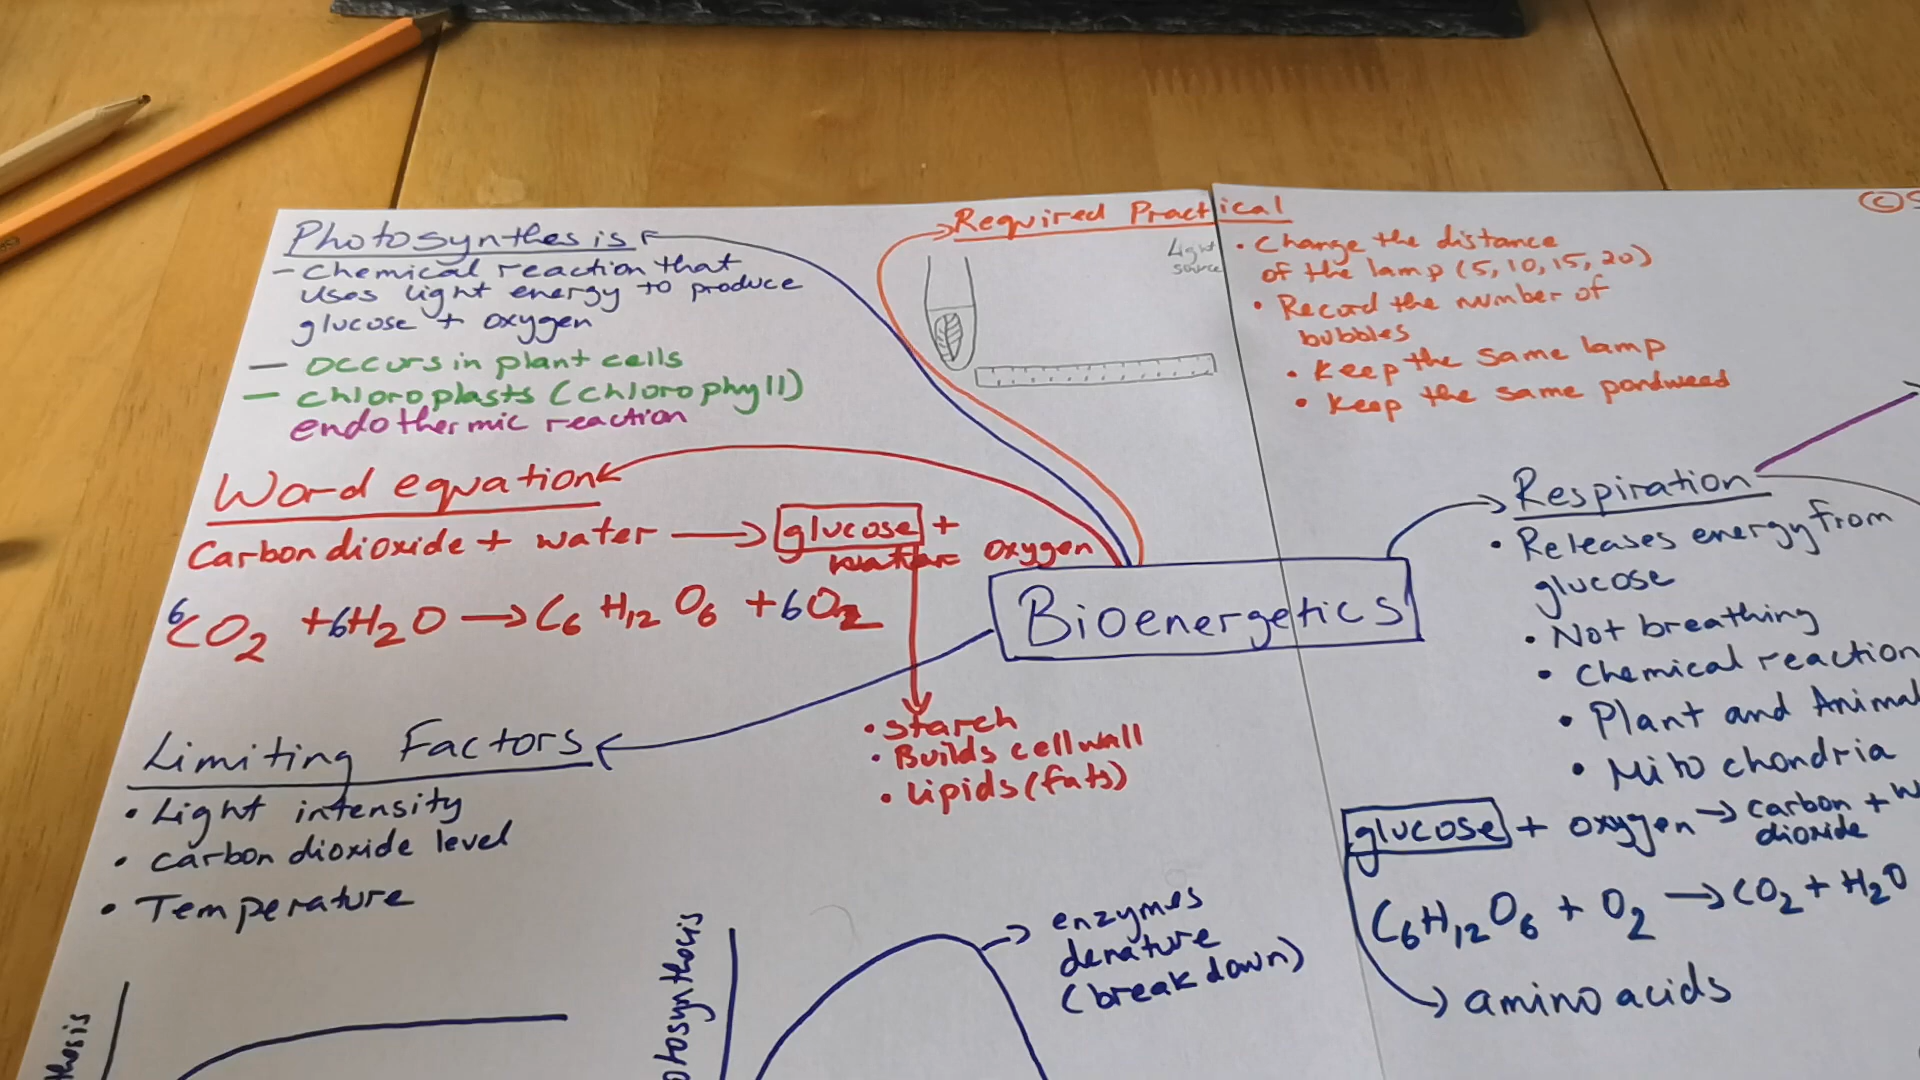 Photosynthesis
- Chemical reaction that
uses light energy to produce
glucose + oxygen
- occurs in plant cells
- chloroplasts (chlorophyll)
endothermic reaction
Required Practical
Light
source
• Change the distance
of the lamp (5, 10, 15, 20)
• Record the number of
bubbles
• Keep the same lamp
• Keep the same pondweed
Word equation
Carbon dioxide + water → glucose +
oxygen
6CO2 + 6H2O → C6H12O6 + 6O2
• starch
• Builds cell wall
• Lipids (fats)
Bioenergetics
Limiting Factors
• Light intensity
• carbon dioxide level
• Temperature
enzymes
denature
(break down)
Respiration
• Releases energy from
glucose
• Not breathing
• Chemical reaction
• Plant and Animal
• Mitochondria
glucose + oxygen → carbon + w
dioxide
C6H12O6 + O2 → CO2 + H2O
→ amino acids